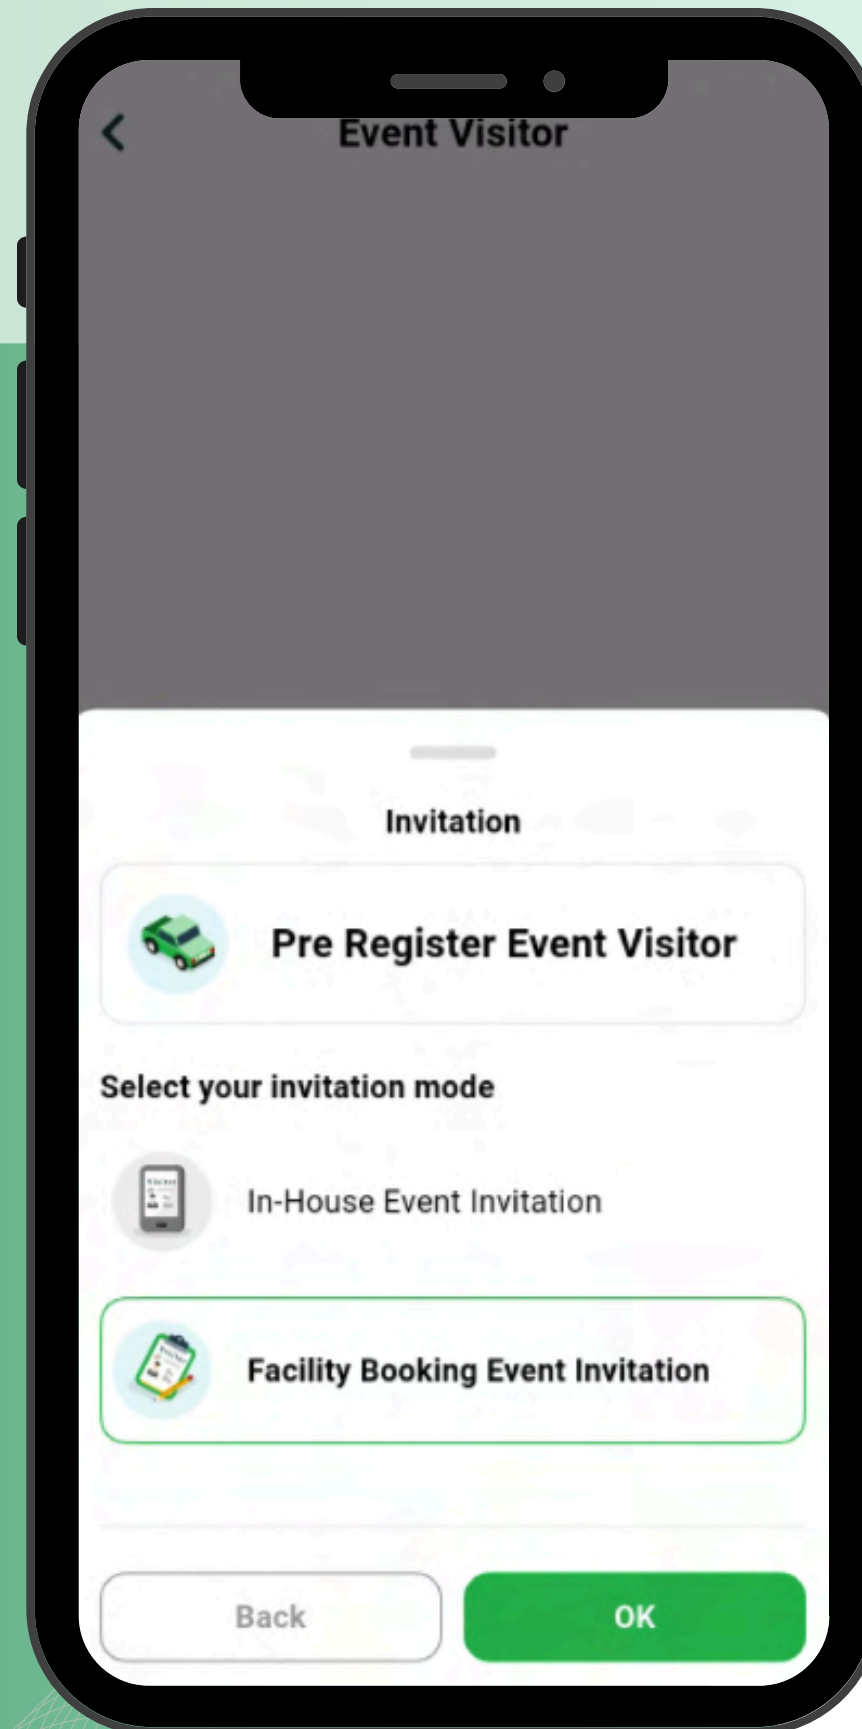 Event Visitor
Invitation
Pre Register Event Visitor
Select your invitation mode
In-House Event Invitation
Facility Booking Event Invitation
Back
OK